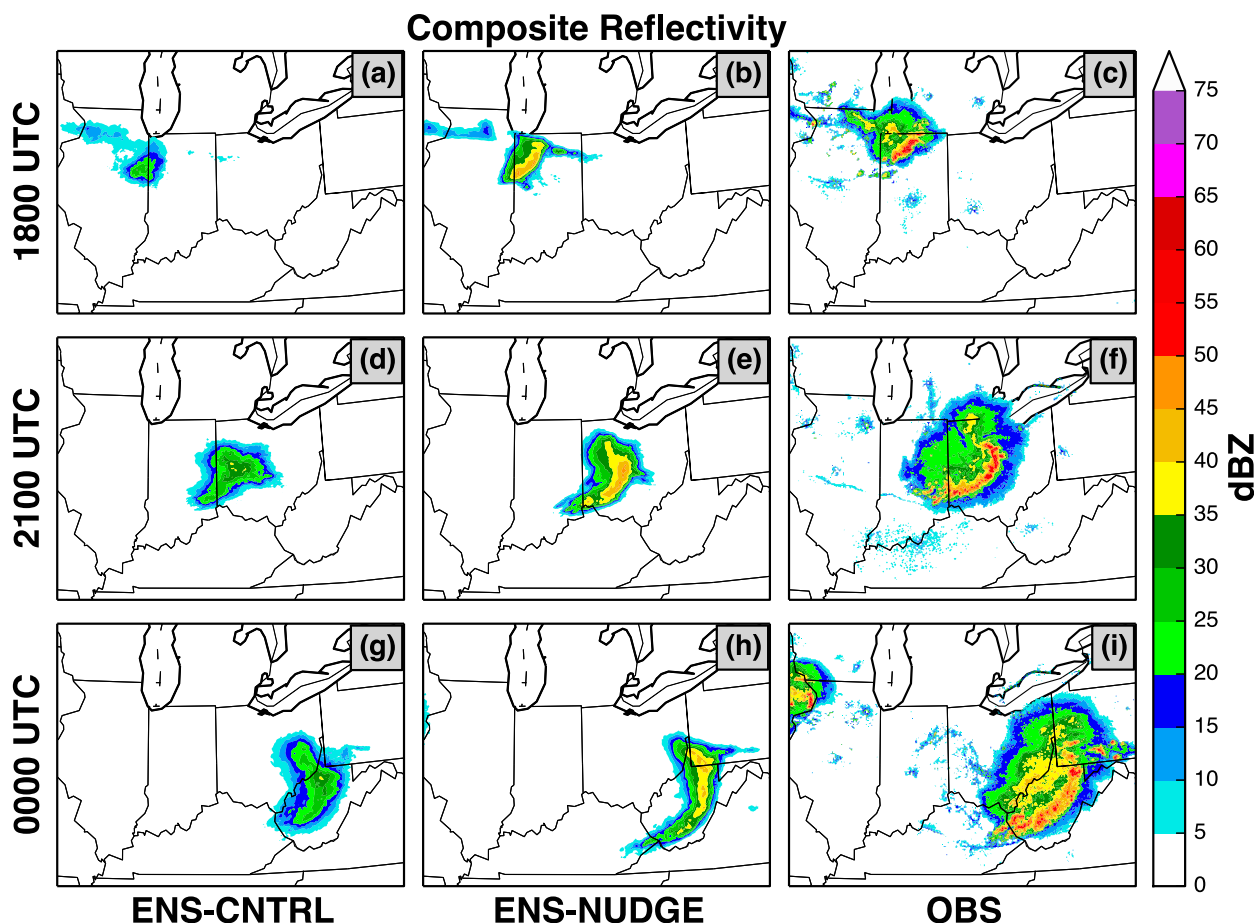 Composite Reflectivity
1800 UTC
(a)
(b)
(c)
2100 UTC
(d)
(e)
(f)
0000 UTC
(g)
(h)
(i)
75
70
65
60
55
50
45
40
35
30
25
20
15
10
5
0
dBZ
ENS-CNTRL
ENS-NUDGE
OBS